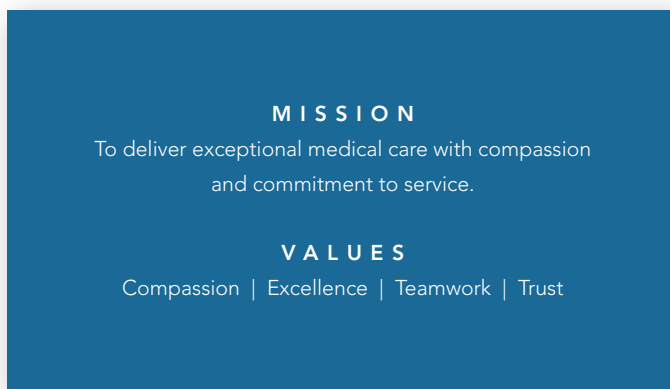 MISSION
To deliver exceptional medical care with compassion
and commitment to service.
VALUES
Compassion | Excellence | Teamwork | Trust